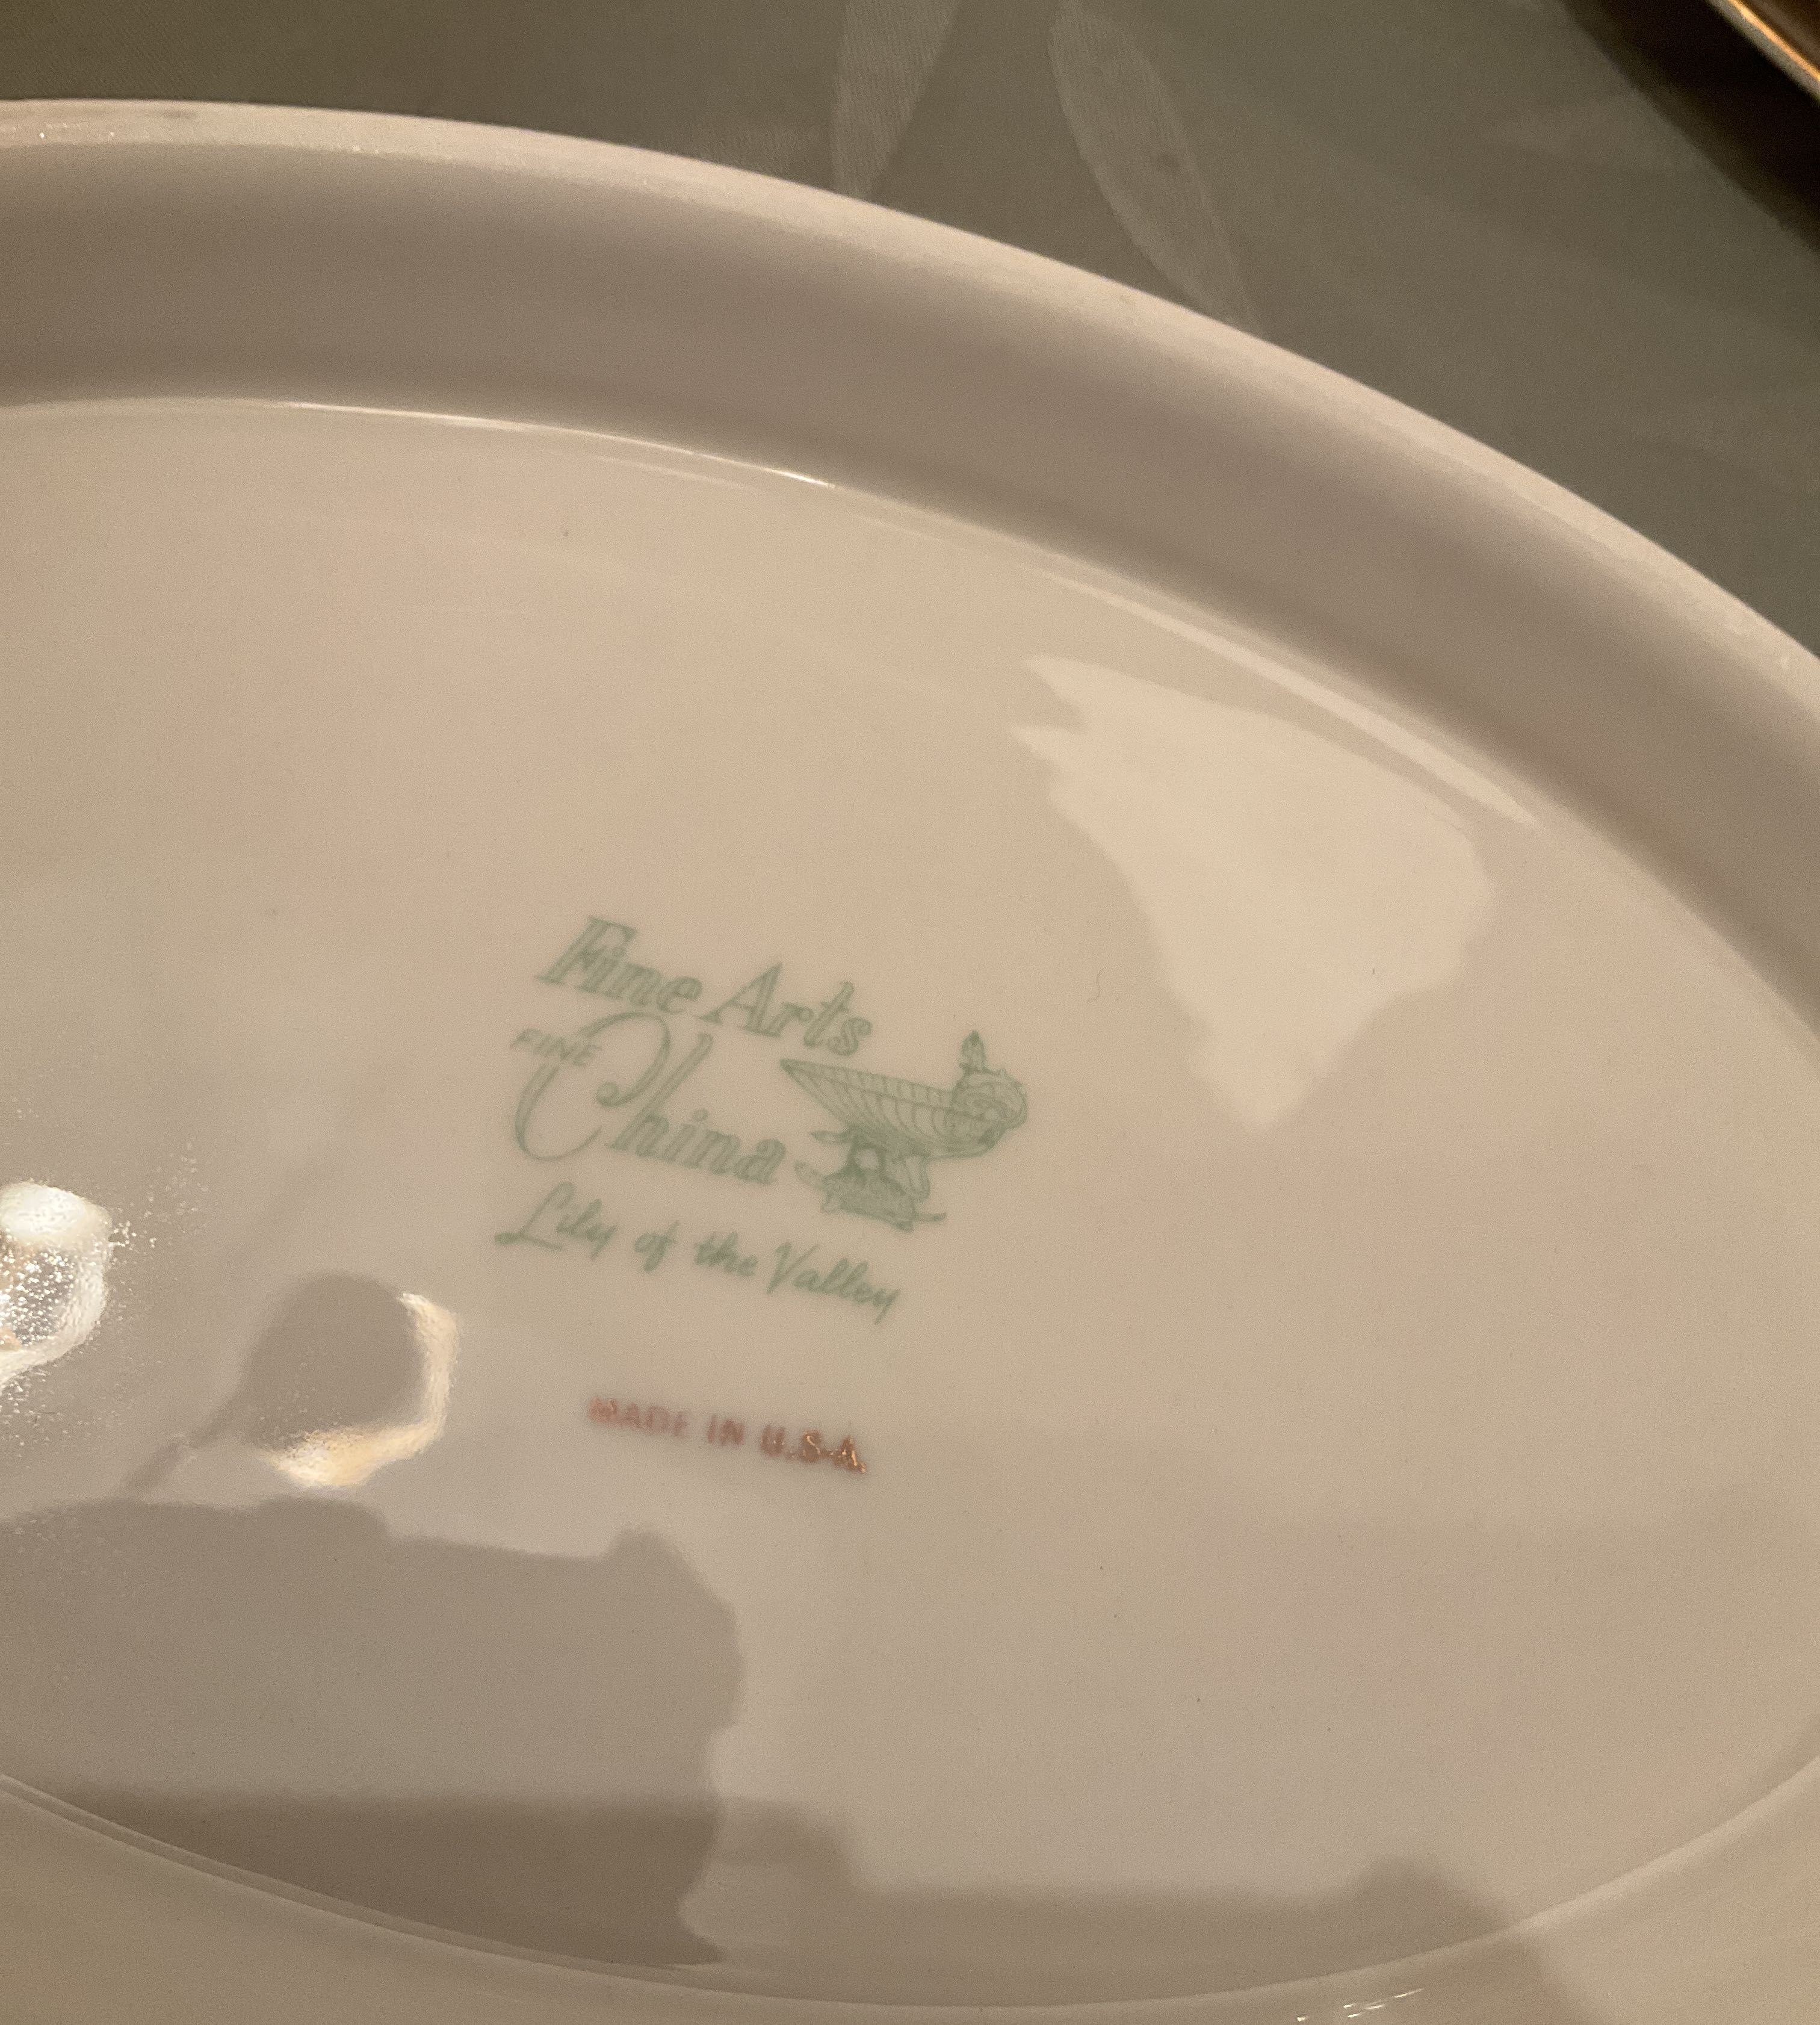 Fine Arts
FINE China
Lily of the Valley
MADE IN U.S.A.